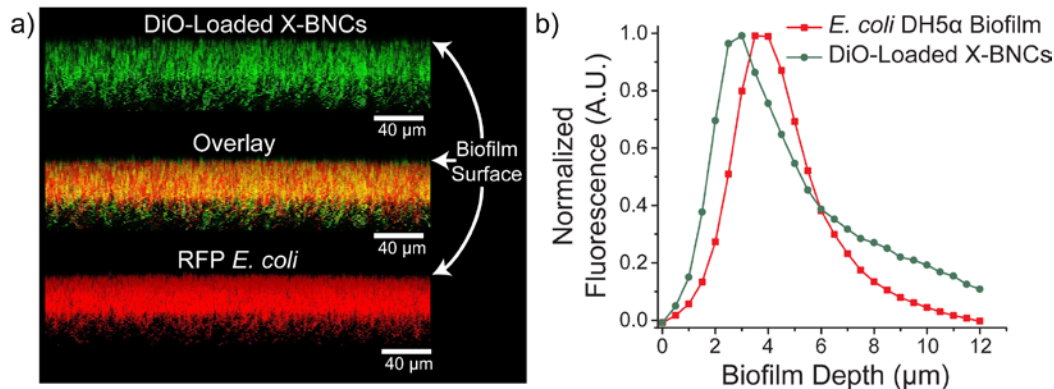 a)
DiO-Loaded X-BNCs
40 µm
Overlay
Biofilm
Surface
40 µm
RFP E. coli
40 µm
b)
E. coli DH5α Biofilm
DiO-Loaded X-BNCs
Normalized
Fluorescence (A.U.)
1.0
0.8
0.6
0.4
0.2
0.0
0 2 4 6 8 10 12
Biofilm Depth (µm)